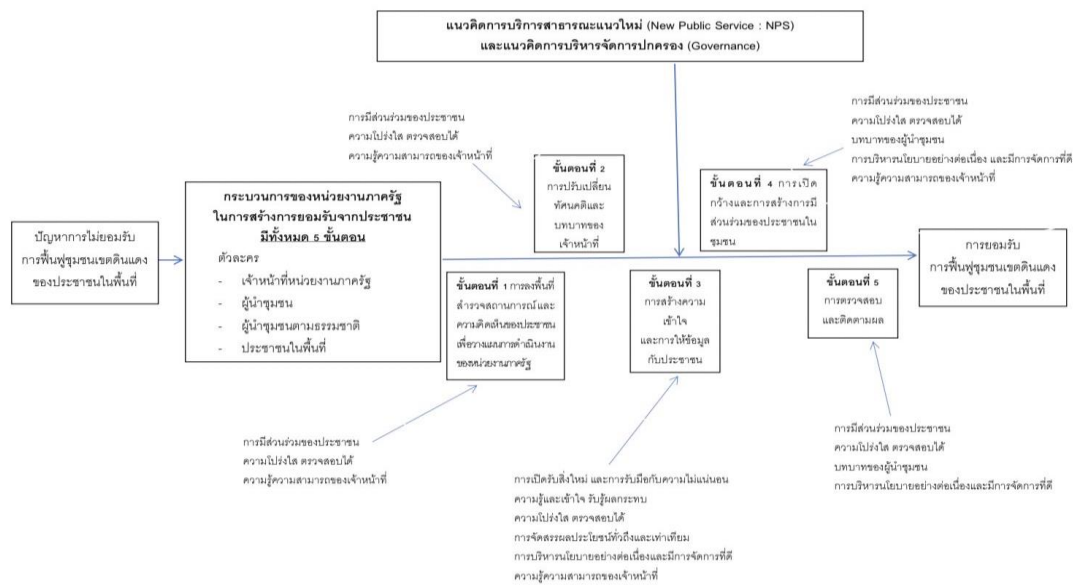 แนวคิดการบริการสาธารณะแนวใหม่ (New Public Service : NPS)
และแนวคิดการบริหารจัดการปกครอง (Governance)
การมีส่วนร่วมของประชาชน
ความโปร่งใส ตรวจสอบได้
ความรู้ความสามารถของเจ้าหน้าที่
การมีส่วนร่วมของประชาชน
ความโปร่งใส ตรวจสอบได้
บทบาทของผู้นำชุมชน
การบริหารนโยบายอย่างต่อเนื่อง และมีการจัดการที่ดี
ความรู้ความสามารถของเจ้าหน้าที่
ขั้นตอนที่ 2
การปรับเปลี่ยน
ทัศนคติและ
บทบาทของ
เจ้าหน้าที่
ขั้นตอนที่ 4 การเปิด
กว้างและการสร้างการมี
ส่วนร่วมของประชาชนใน
ชุมชน
ปัญหาการไม่ยอมรับ
การฟื้นฟูชุมชนเขตดินแดง
ของประชาชนในพื้นที่
กระบวนการของหน่วยงานภาครัฐ
ในการสร้างการยอมรับจากประชาชน
มีทั้งหมด 5 ขั้นตอน
ตัวละคร
- เจ้าหน้าที่หน่วยงานภาครัฐ
- ผู้นำชุมชน
- ผู้นำชุมชนตามธรรมชาติ
- ประชาชนในพื้นที่
การยอมรับ
การฟื้นฟูชุมชนเขตดินแดง
ของประชาชนในพื้นที่
ขั้นตอนที่ 1 การลงพื้นที่
สำรวจสถานการณ์และ
ความคิดเห็นของประชาชน
เพื่อวางแผนการดำเนินงาน
ของหน่วยงานภาครัฐ
ขั้นตอนที่ 3
การสร้างความ
เข้าใจ
และการให้ข้อมูล
กับประชาชน
ขั้นตอนที่ 5
การตรวจสอบ
และติดตามผล
การมีส่วนร่วมของประชาชน
ความโปร่งใส ตรวจสอบได้
ความรู้ความสามารถของเจ้าหน้าที่
การเปิดรับสิ่งใหม่ และการรับมือกับความไม่แน่นอน
ความรู้และเข้าใจ รับรู้ผลกระทบ
ความโปร่งใส ตรวจสอบได้
การจัดสรรผลประโยชน์ทั่วถึงและเท่าเทียม
การบริหารนโยบายอย่างต่อเนื่องและมีการจัดการที่ดี
ความรู้ความสามารถของเจ้าหน้าที่
การมีส่วนร่วมของประชาชน
ความโปร่งใส ตรวจสอบได้
บทบาทของผู้นำชุมชน
การบริหารนโยบายอย่างต่อเนื่องและมีการจัดการที่ดี